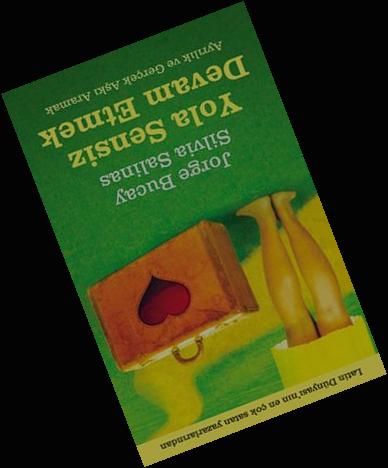 Latin Dünyası'nın en çok satan yazarlarından
Jorge Bucay
Silvia Salinas
Yola Sensiz
Devam Etmek
Ayrılık ve Gerçek Aşkı Aramak